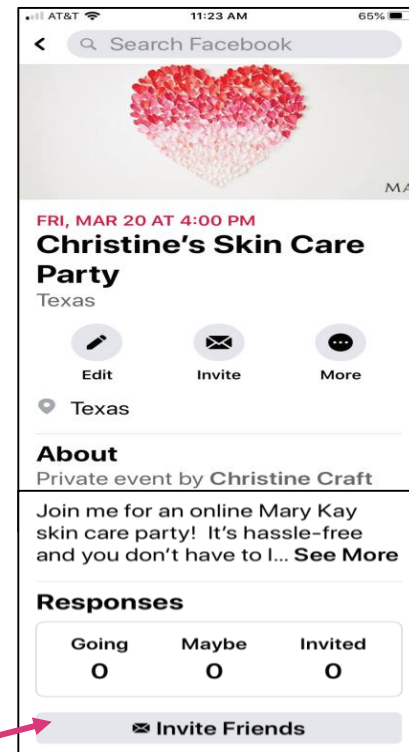 AT&T 11:23 AM 65%
Search Facebook
MA
FRI, MAR 20 AT 4:00 PM
Christine's Skin Care
Party
Texas
Edit Invite More
Texas
About
Private event by Christine Craft
Join me for an online Mary Kay
skin care party! It's hassle-free
and you don't have to l... See More
Responses
Going Maybe Invited
0 0 0
Invite Friends